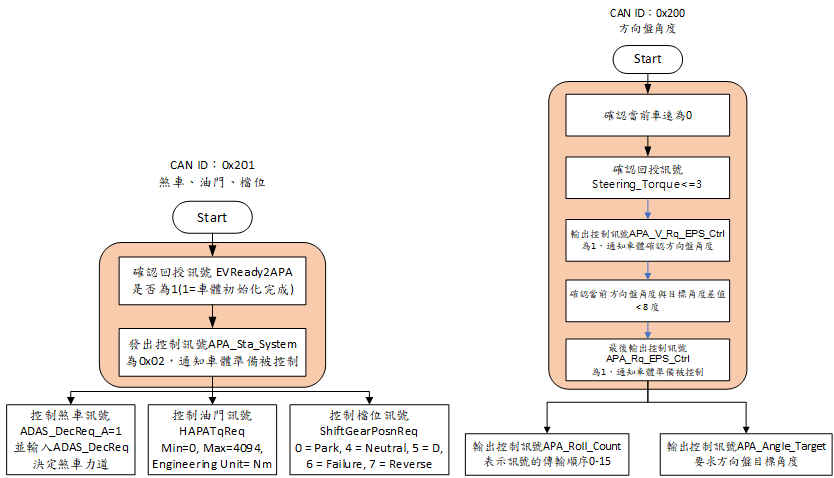 CAN ID：0x201
煞車、油門、檔位
Start
確認回授訊號 EVReady2APA
是否為1(1=車體初始化完成)
發出控制訊號APA_Sta_System
為0x02，通知車體準備被控制
控制煞車訊號
ADAS_DecReq_A=1
並輸入ADAS_DecReq
決定煞車力道
控制油門訊號
HAPATqReq
Min=0, Max=4094,
Engineering Unit= Nm
控制檔位訊號
ShiftGearPosnReq
0 = Park, 4 = Neutral, 5 = D,
6 = Failure, 7 = Reverse
CAN ID：0x200
方向盤角度
Start
確認當前車速為0
確認回授訊號
Steering_Torque<=3
輸出控制訊號APA_V_Rq_EPS_Ctrl
為1，通知車體確認方向盤角度
確認當前方向盤角度與目標角度差值
<8度
最後輸出控制訊號
APA_Rq_EPS_Ctrl
為1，通知車體準備被控制
輸出控制訊號APA_Roll_Count
表示訊號的傳輸順序0-15
輸出控制訊號APA_Angle_Target
要求方向盤目標角度